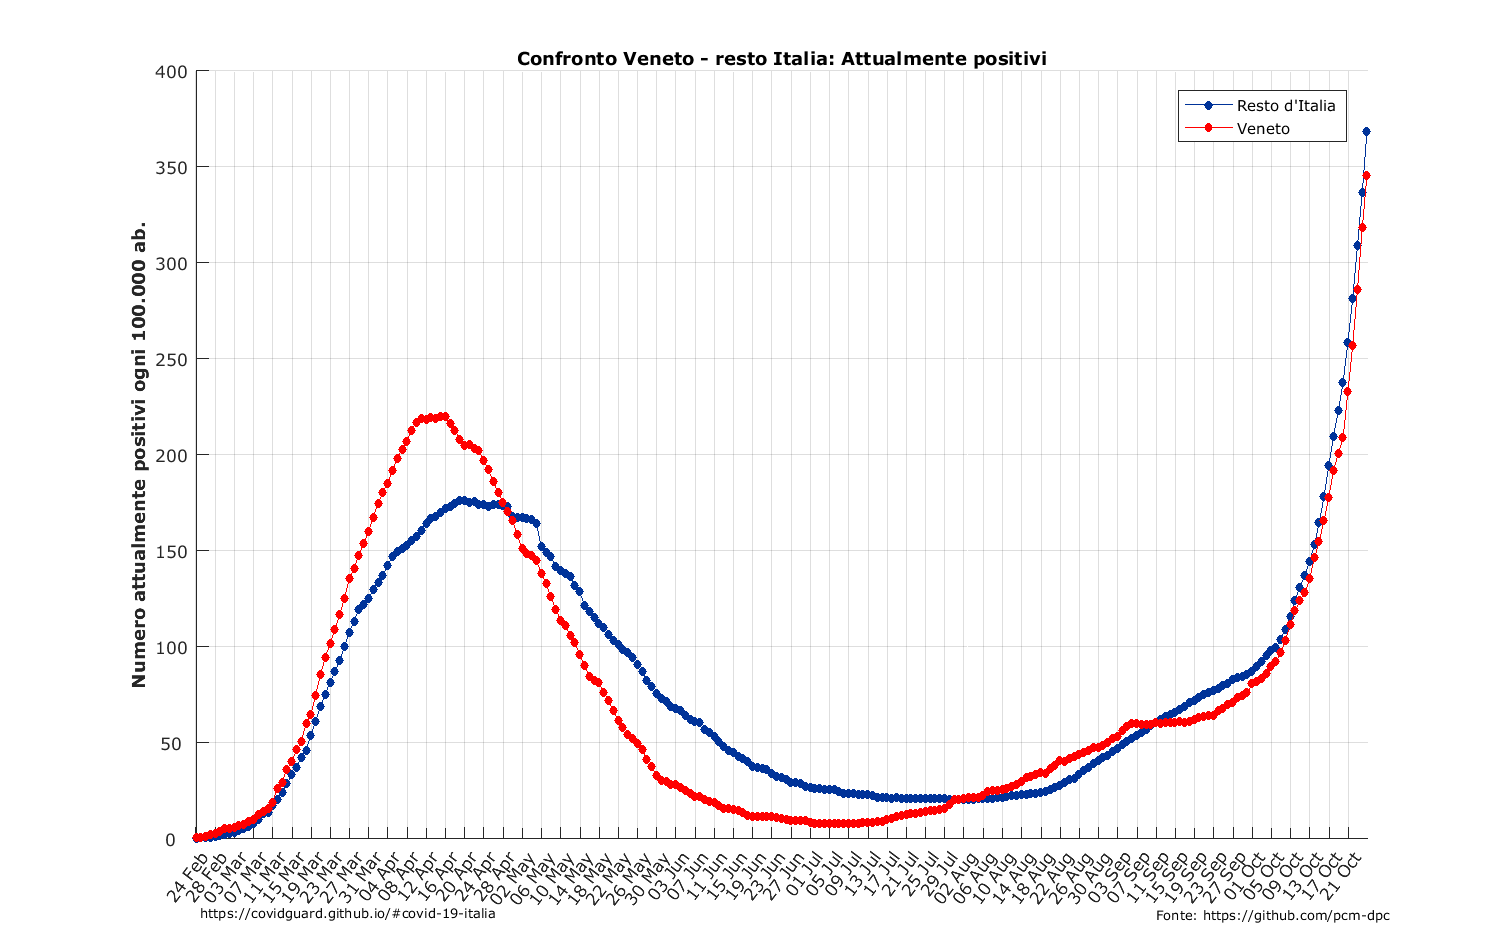 Confronto Veneto - resto Italia: Attualmente positivi
Numero attualmente positivi ogni 100.000 ab.
400
350
300
250
200
150
100
50
0
Resto d'Italia
Veneto
24 Feb
28 Feb
03 Mar
07 Mar
11 Mar
15 Mar
19 Mar
23 Mar
27 Mar
31 Mar
04 Apr
08 Apr
12 Apr
16 Apr
20 Apr
24 Apr
28 Apr
02 May
06 May
10 May
14 May
18 May
22 May
26 May
30 May
03 Jun
07 Jun
11 Jun
15 Jun
19 Jun
23 Jun
27 Jun
01 Jul
05 Jul
09 Jul
13 Jul
17 Jul
21 Jul
25 Jul
29 Jul
02 Aug
06 Aug
10 Aug
14 Aug
18 Aug
22 Aug
26 Aug
30 Aug
03 Sep
07 Sep
11 Sep
15 Sep
19 Sep
23 Sep
27 Sep
01 Oct
05 Oct
09 Oct
13 Oct
17 Oct
21 Oct
https://covidguard.github.io/#covid-19-italia
Fonte: https://github.com/pcm-dpc